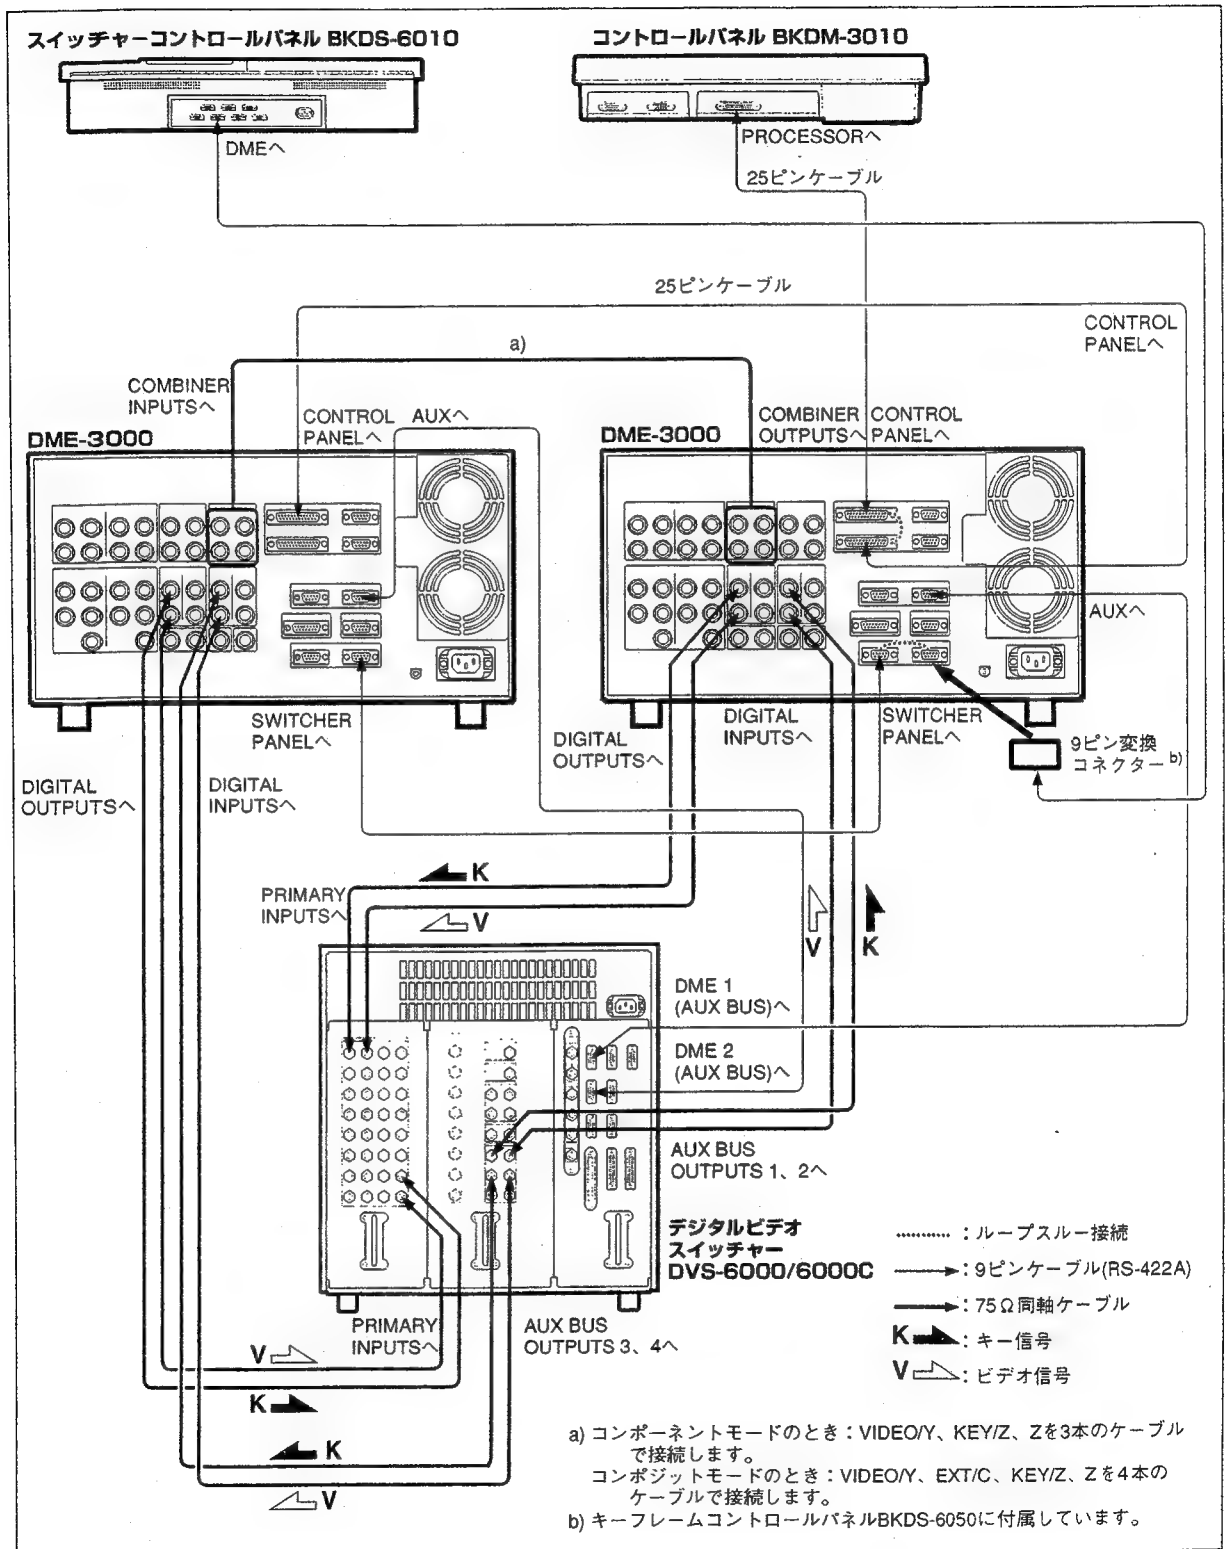 スイッチャーコントロールパネル BKDS-6010
コントロールパネル BKDM-3010
DMEへ
PROCESSORへ
25ピンケーブル
25ピンケーブル
CONTROL
PANELへ
a)
COMBINER
INPUTSへ
CONTROL
PANELへ
AUXへ
COMBINER
OUTPUTSへ
CONTROL
PANELへ
DME-3000
DME-3000
AUXへ
SWITCHER
PANELへ
DIGITAL
OUTPUTSへ
DIGITAL
INPUTSへ
SWITCHER
PANELへ
9ピン変換
コネクター b)
DIGITAL
OUTPUTSへ
DIGITAL
INPUTSへ
K
PRIMARY
INPUTSへ
V
V
K
DME 1
(AUX BUS)へ
DME 2
(AUX BUS)へ
AUX BUS
OUTPUTS 1、2へ
デジタルビデオ
スイッチャー
DVS-6000/6000C
：ループスルー接続
：9ピンケーブル(RS-422A)
：75Ω同軸ケーブル
K：キー信号
V：ビデオ信号
PRIMARY
INPUTSへ
AUX BUS
OUTPUTS 3、4へ
V
K
K
V
a) コンポーネントモードのとき：VIDEO/Y、KEY/Z、Zを3本のケーブル
で接続します。
コンポジットモードのとき：VIDEO/Y、EXT/C、KEY/Z、Zを4本の
ケーブルで接続します。
b) キーフレームコントロールパネルBKDS-6050に付属しています。